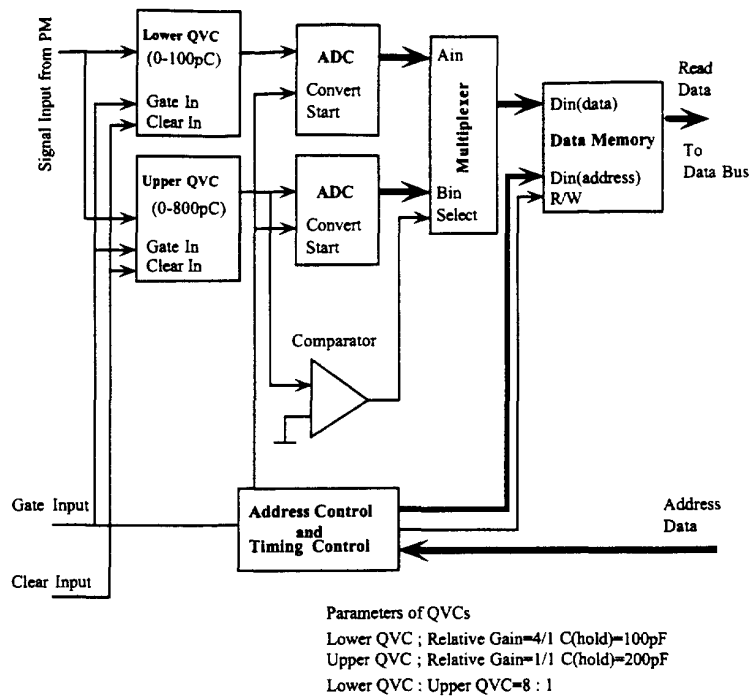 Signal Input from PM
Lower QVC
(0-100pC)
Gate In
Clear In
ADC
Convert
Start
Ain
Multiplexer
Bin
Select
Din(data)
Data Memory
Din(address)
R/W
Read
Data
To
Data Bus
Upper QVC
(0-800pC)
Gate In
Clear In
ADC
Convert
Start
Comparator
Gate Input
Clear Input
Address Control
and
Timing Control
Address
Data
Parameters of QVCs
Lower QVC ; Relative Gain=4/1 C(hold)=100pF
Upper QVC ; Relative Gain=1/1 C(hold)=200pF
Lower QVC : Upper QVC=8 : 1